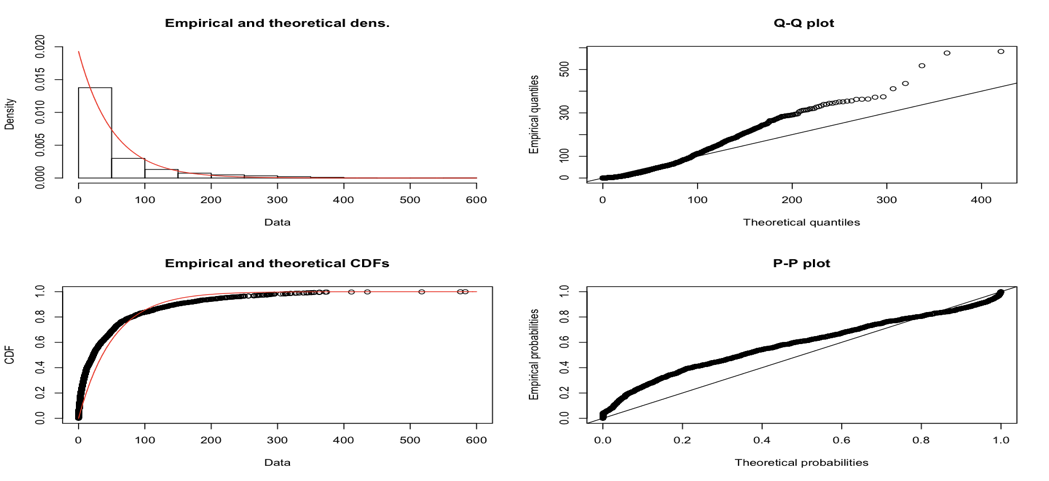 Empirical and theoretical dens.
Density
0.000 0.005 0.010 0.015 0.020
0 100 200 300 400 500 600
Data
Q-Q plot
Empirical quantiles
0 100 300 500
0 100 200 300 400
Theoretical quantiles
Empirical and theoretical CDFs
CDF
0.0 0.2 0.4 0.6 0.8 1.0
0 100 200 300 400 500 600
Data
P-P plot
Empirical probabilities
0.0 0.2 0.4 0.6 0.8 1.0
0.0 0.2 0.4 0.6 0.8 1.0
Theoretical probabilities